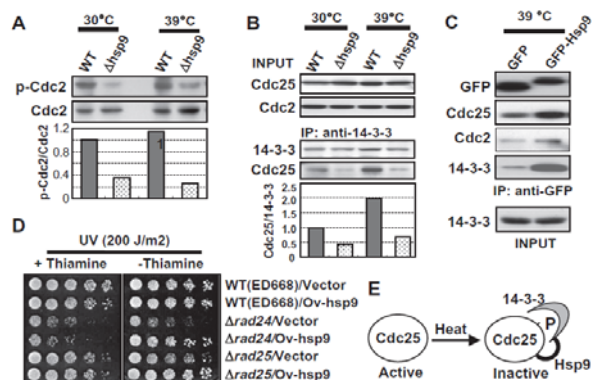 A
30°C
39°C
WT
Δhsp9
WT
Δhsp9
p-Cdc2
Cdc2
p-Cdc2/Cdc2
1.2
0.8
0.4
0
1
B
30°C
39°C
INPUT
WT
Δhsp9
WT
Δhsp9
Cdc25
Cdc2
IP: anti-14-3-3
14-3-3
Cdc25
Cdc25/14-3-3
2.0
1.5
1.0
0.5
0.0
C
39 °C
GFP
GFP-Hsp9
GFP
Cdc25
Cdc2
14-3-3
IP: anti-GFP
14-3-3
INPUT
D
UV (200 J/m2)
+ Thiamine
-Thiamine
WT(ED668)/Vector
WT(ED668)/Ov-hsp9
Δrad24/Vector
Δrad24/Ov-hsp9
Δrad25/Vector
Δrad25/Ov-hsp9
E
Cdc25
Active
Heat
14-3-3
Cdc25
P
Hsp9
Inactive